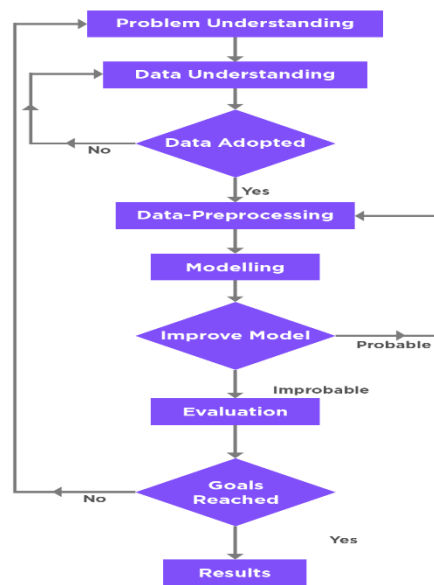 Problem Understanding
Data Understanding
Data Adopted
No
Yes
Data-Preprocessing
Modelling
Improve Model
Probable
Improbable
Evaluation
Goals
Reached
No
Yes
Results